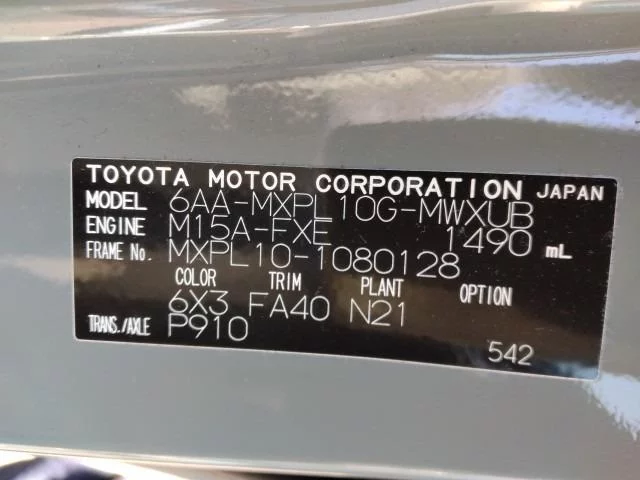 TOYOTA MOTOR CORPORATION JAPAN
MODEL 6AA-MXPL10G-MWXUB
ENGINE M15A-FXE 1490 mL
FRAME No. MXPL10-1080128
COLOR TRIM PLANT OPTION
6X3 FA40 N21
TRANS./AXLE P910
542